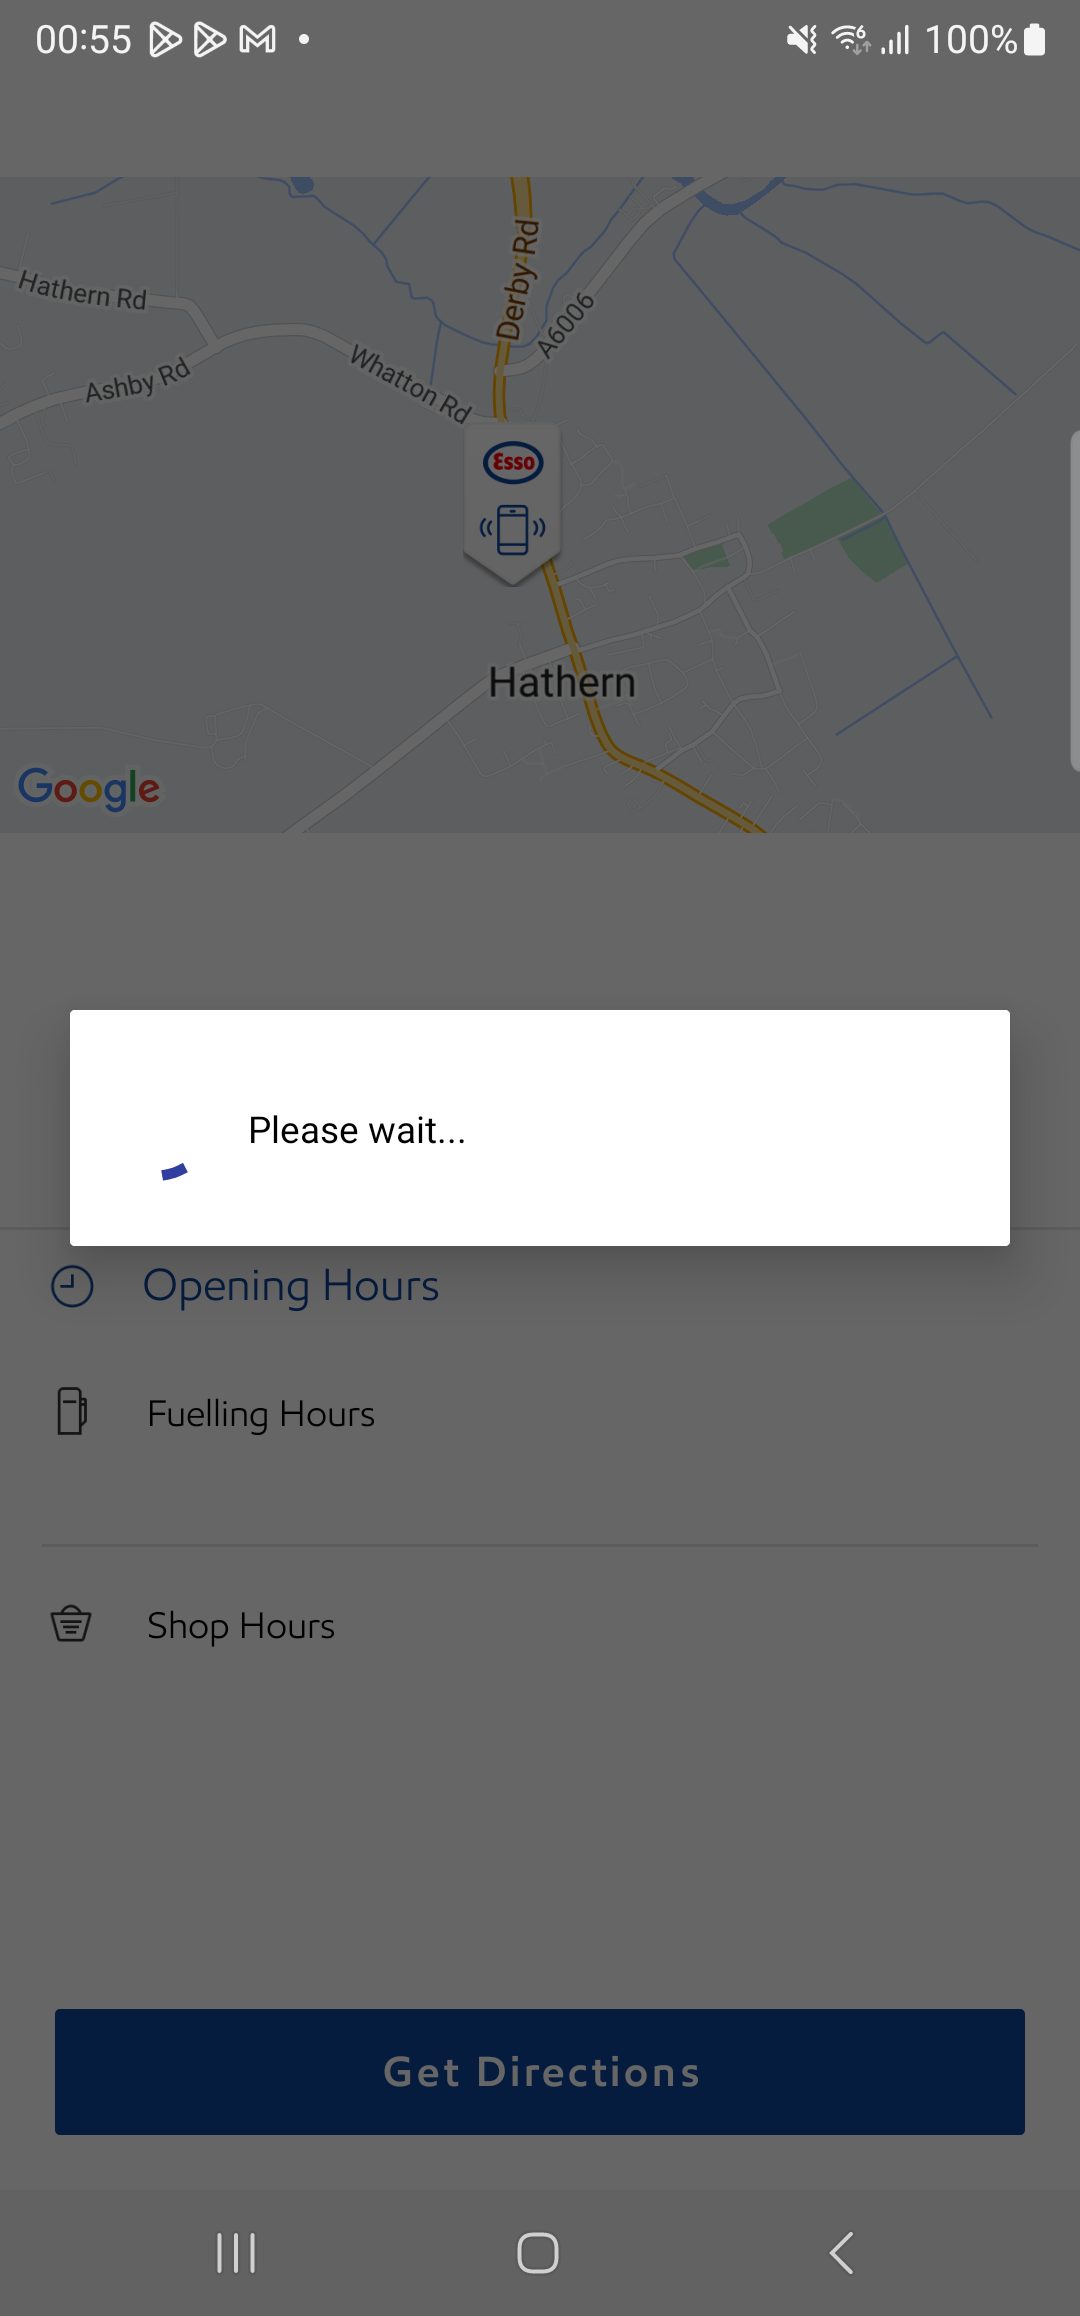 00:55
100%
Hathern Rd
Ashby Rd
Whatton Rd
Derby Rd
A6006
Esso
Hathern
Google
Please wait...
Opening Hours
Fuelling Hours
Shop Hours
Get Directions